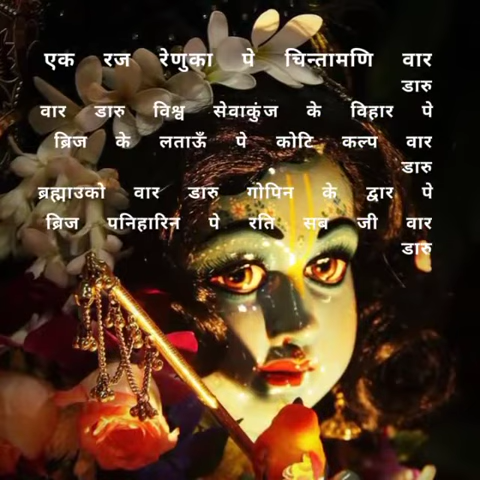 एक रज रेणुका पे चिन्तामणि वार
डारु
वार डारु विश्व सेवाकुंज के विहार पे
ब्रिज के लताऊँ पे कोटि कल्प वार
डारु
ब्रह्माउको वार डारु गोपिन के द्वार पे
ब्रिज पनिहारिन पे रति सब जी वार
डारु